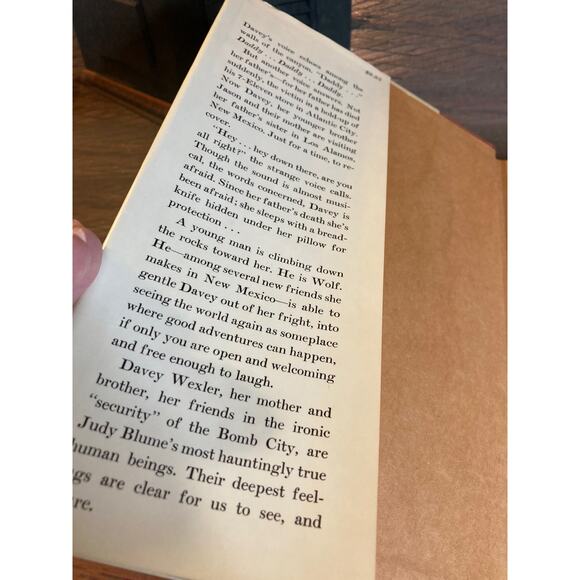 $9.95
Davey's voice echoes among the
walls of the canyon. "Daddy . . ."
Daddy . . . Daddy . . . Daddy. . . .
But another voice answers. Not
her father's—for her father has died
suddenly, the victim in a hold-up of
his 7-Eleven store in Atlantic City.
Now Davey, her younger brother
Jason and their mother are visiting
her father's sister in Los Alamos,
New Mexico. Just for a time, to re-
cover.
"Hey . . . hey down there, are you
all right?" the strange voice calls.
Though the sound is almost musi-
cal, the words concerned, Davey is
afraid. Since her father's death she's
been afraid; she sleeps with a bread-
knife hidden under her pillow for
protection . . .
A young man is climbing down
the rocks toward her. He is Wolf.
He—among several new friends she
makes in New Mexico—is able to
gentle Davey out of her fright, into
seeing the world again as someplace
where good adventures can happen,
if only you are open and welcoming
and free enough to laugh.
Davey Wexler, her mother and
brother, her friends in the ironic
"security" of the Bomb City, are
Judy Blume's most hauntingly true
human beings. Their deepest feel-
gs are clear for us to see, and
re.